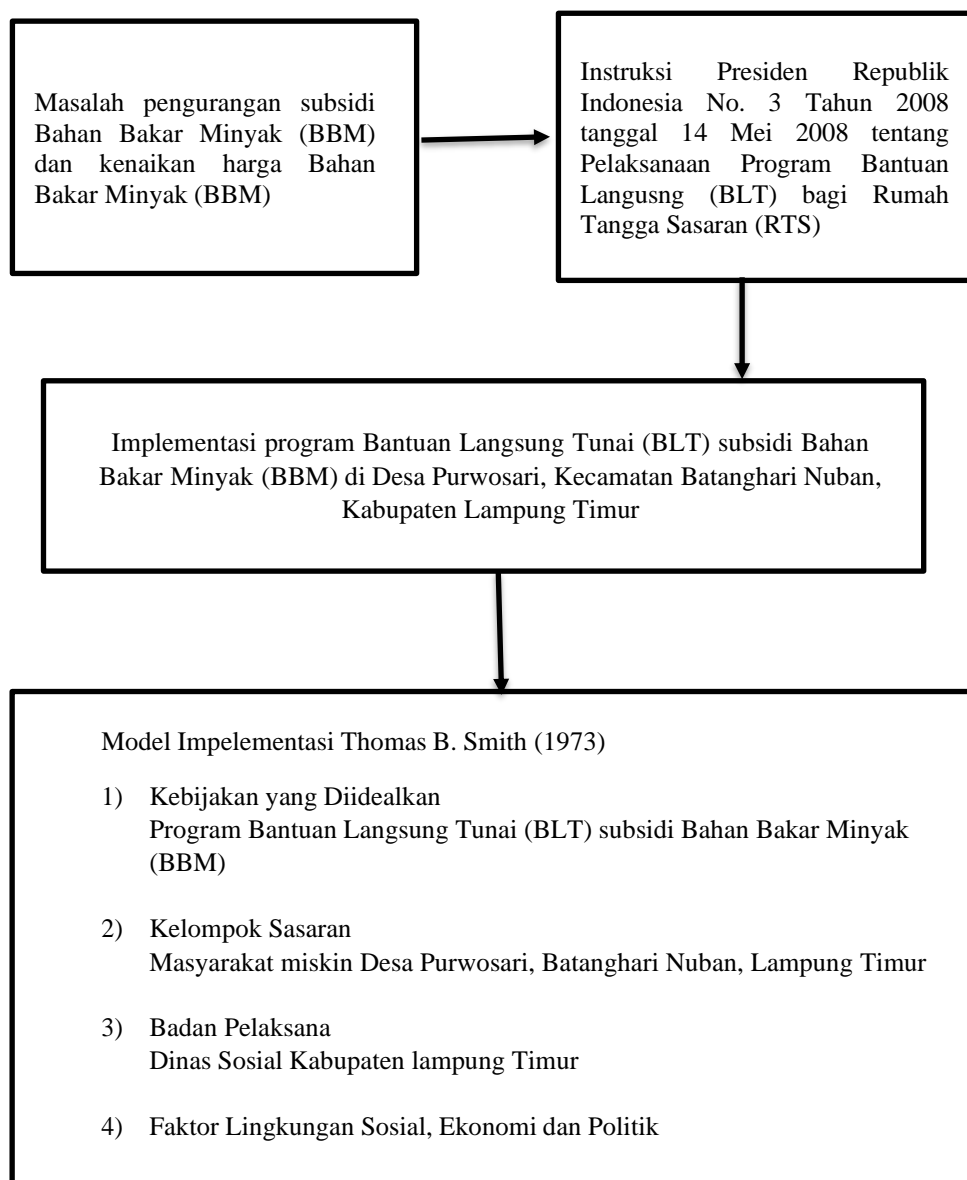 Masalah pengurangan subsidi
Bahan Bakar Minyak (BBM)
dan kenaikan harga Bahan
Bakar Minyak (BBM)
Instruksi Presiden Republik
Indonesia No. 3 Tahun 2008
tanggal 14 Mei 2008 tentang
Pelaksanaan Program Bantuan
Langusng (BLT) bagi Rumah
Tangga Sasaran (RTS)
Implementasi program Bantuan Langsung Tunai (BLT) subsidi Bahan
Bakar Minyak (BBM) di Desa Purwosari, Kecamatan Batanghari Nuban,
Kabupaten Lampung Timur
Model Impelementasi Thomas B. Smith (1973)
1) Kebijakan yang Diidealkan
Program Bantuan Langsung Tunai (BLT) subsidi Bahan Bakar Minyak
(BBM)
2) Kelompok Sasaran
Masyarakat miskin Desa Purwosari, Batanghari Nuban, Lampung Timur
3) Badan Pelaksana
Dinas Sosial Kabupaten lampung Timur
4) Faktor Lingkungan Sosial, Ekonomi dan Politik